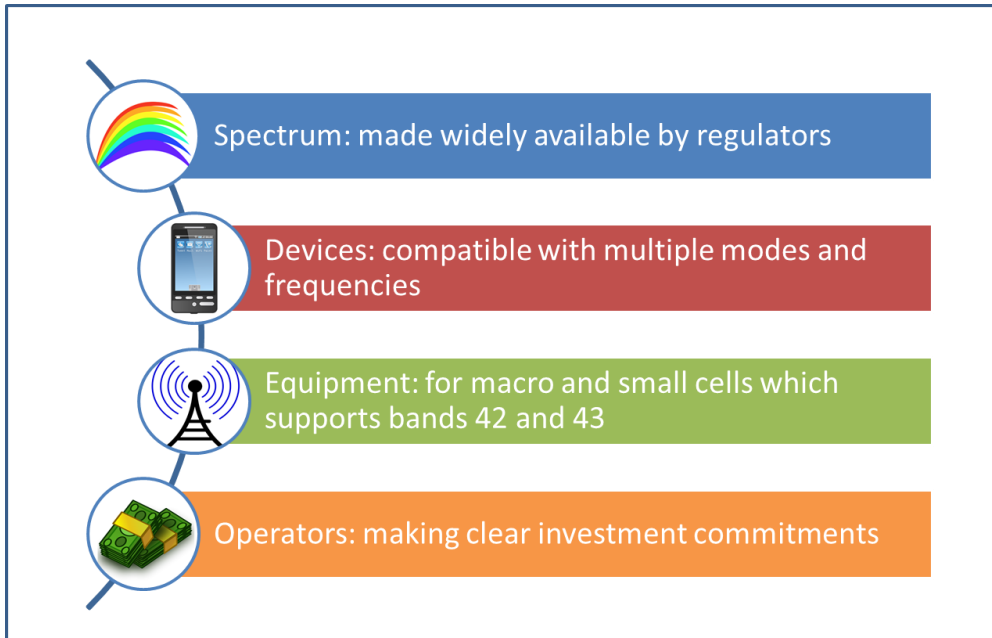 Spectrum: made widely available by regulators
Devices: compatible with multiple modes and
frequencies
Equipment: for macro and small cells which
supports bands 42 and 43
Operators: making clear investment commitments